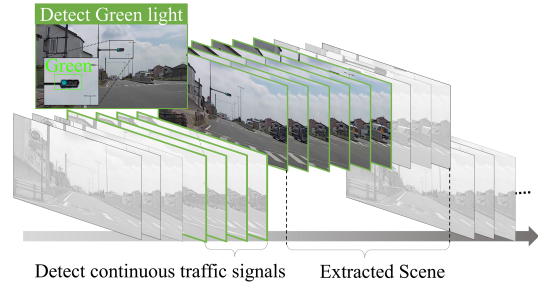 Detect Green light
Green
Detect continuous traffic signals
Extracted Scene